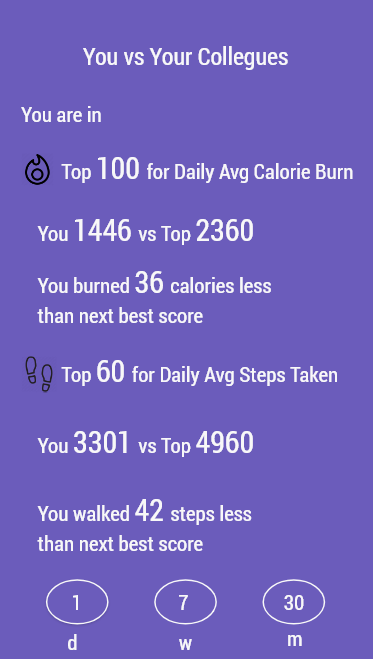 You vs Your Collegues
You are in
Top 100 for Daily Avg Calorie Burn
You 1446 vs Top 2360
You burned 36 calories less
than next best score
Top 60 for Daily Avg Steps Taken
You 3301 vs Top 4960
You walked 42 steps less
than next best score
1 7 30
d w m